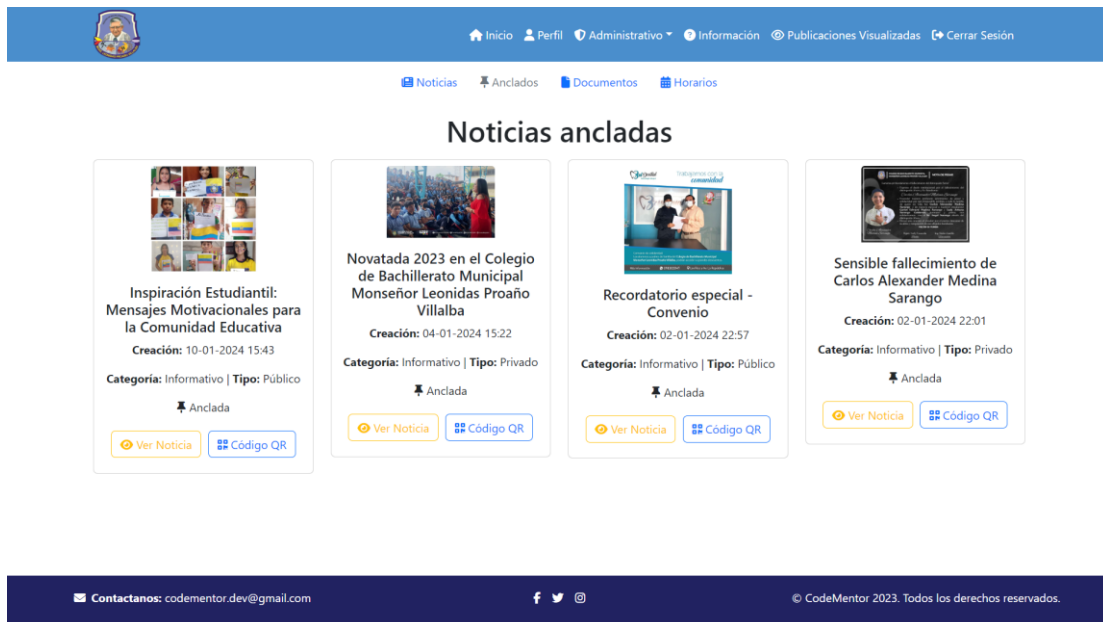 Inicio Perfil Administrativo Información Publicaciones Visualizadas Cerrar Sesión
Noticias Anclados Documentos Horarios
Noticias ancladas
Inspiración Estudiantil:
Mensajes Motivacionales para
la Comunidad Educativa
Creación: 10-01-2024 15:43
Categoría: Informativo | Tipo: Público
Anclada
Ver Noticia Código QR
Novatada 2023 en el Colegio
de Bachillerato Municipal
Monseñor Leonidas Proaño
Villalba
Creación: 04-01-2024 15:22
Categoría: Informativo | Tipo: Privado
Anclada
Ver Noticia Código QR
comunidad
Recordatorio especial -
Convenio
Creación: 02-01-2024 22:57
Categoría: Informativo | Tipo: Público
Anclada
Ver Noticia Código QR
Sensible fallecimiento de
Carlos Alexander Medina
Sarango
Creación: 02-01-2024 22:01
Categoría: Informativo | Tipo: Privado
Anclada
Ver Noticia Código QR
Contactanos: codementor.dev@gmail.com
© CodeMentor 2023. Todos los derechos reservados.